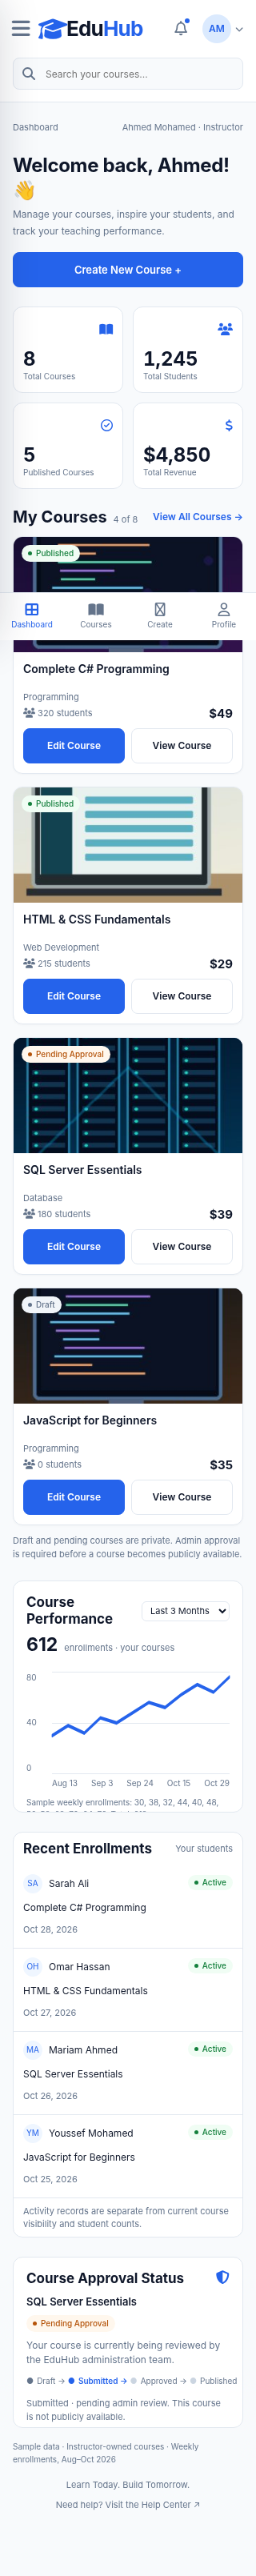 EduHub
AM
Search your courses...
Dashboard
Ahmed Mohamed · Instructor
Welcome back, Ahmed!
👋
Manage your courses, inspire your students, and
track your teaching performance.
Create New Course +
8
Total Courses
1,245
Total Students
5
Published Courses
$4,850
Total Revenue
My Courses 4 of 8
View All Courses →
Published
Dashboard
Courses
Create
Profile
Complete C# Programming
Programming
320 students
$49
Edit Course
View Course
Published
HTML & CSS Fundamentals
Web Development
215 students
$29
Edit Course
View Course
Pending Approval
SQL Server Essentials
Database
180 students
$39
Edit Course
View Course
Draft
JavaScript for Beginners
Programming
0 students
$35
Edit Course
View Course
Draft and pending courses are private. Admin approval
is required before a course becomes publicly available.
Course
Performance
Last 3 Months
612 enrollments · your courses
80
40
0
Aug 13
Sep 3
Sep 24
Oct 15
Oct 29
Sample weekly enrollments: 30, 38, 32, 44, 40, 48,
Recent Enrollments
Your students
SA
Sarah Ali
Active
Complete C# Programming
Oct 28, 2026
OH
Omar Hassan
Active
HTML & CSS Fundamentals
Oct 27, 2026
MA
Mariam Ahmed
Active
SQL Server Essentials
Oct 26, 2026
YM
Youssef Mohamed
Active
JavaScript for Beginners
Oct 25, 2026
Activity records are separate from current course
visibility and student counts.
Course Approval Status
SQL Server Essentials
Pending Approval
Your course is currently being reviewed by
the EduHub administration team.
Draft → Submitted → Approved → Published
Submitted · pending admin review. This course
is not publicly available.
Sample data · Instructor-owned courses · Weekly
enrollments, Aug–Oct 2026
Learn Today. Build Tomorrow.
Need help? Visit the Help Center ↗